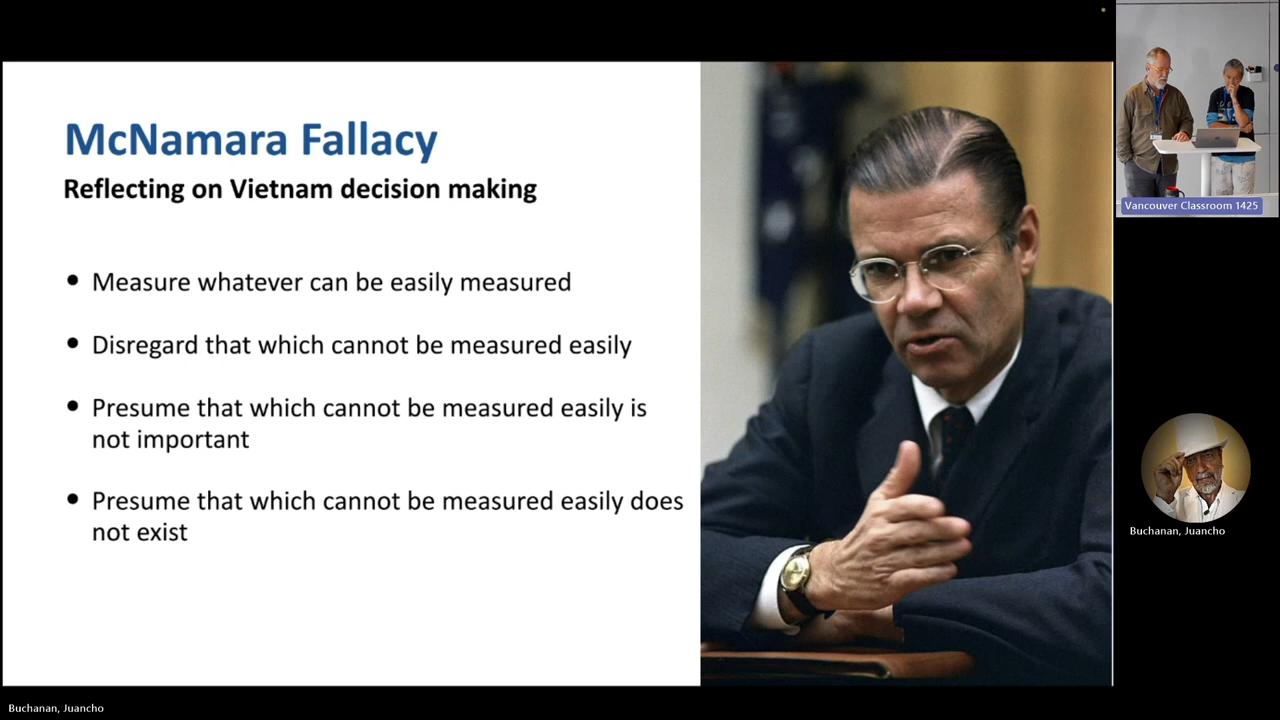 McNamara Fallacy
Reflecting on Vietnam decision making
• Measure whatever can be easily measured
• Disregard that which cannot be measured easily
• Presume that which cannot be measured easily is
not important
• Presume that which cannot be measured easily does
not exist
Vancouver Classroom 1425
Buchanan, Juancho
Buchanan, Juancho